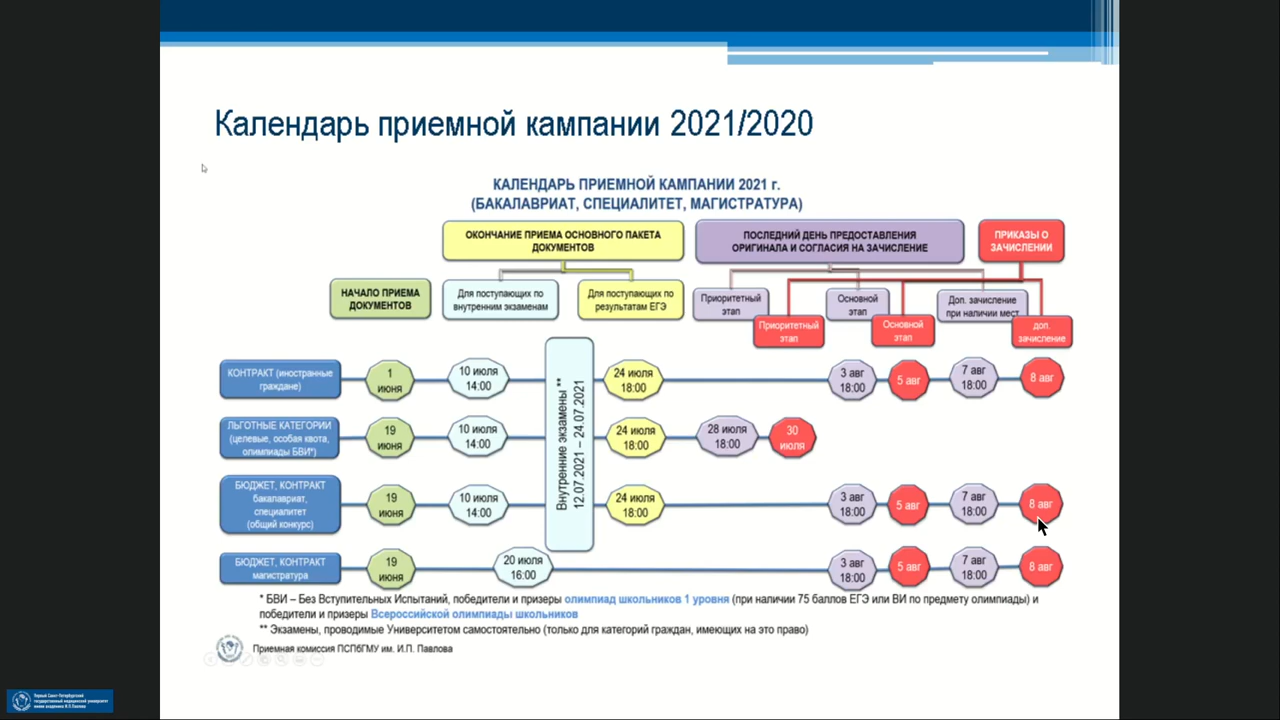 Календарь приемной кампании 2021/2020
КАЛЕНДАРЬ ПРИЕМНОЙ КАМПАНИИ 2021 г.
(БАКАЛАВРИАТ, СПЕЦИАЛИТЕТ, МАГИСТРАТУРА)
ОКОНЧАНИЕ ПРИЕМА ОСНОВНОГО ПАКЕТА
ДОКУМЕНТОВ
ПОСЛЕДНИЙ ДЕНЬ ПРЕДОСТАВЛЕНИЯ
ОРИГИНАЛА И СОГЛАСИЯ НА ЗАЧИСЛЕНИЕ
ПРИКАЗЫ О
ЗАЧИСЛЕНИИ
НАЧАЛО ПРИЕМА
ДОКУМЕНТОВ
Для поступающих по
внутренним экзаменам
Для поступающих по
результатам ЕГЭ
Приоритетный
этап
Приоритетный
этап
Основной
этап
Основной
этап
Доп. зачисление
при наличии мест
доп.
зачисление
Внутренние экзамены **
12.07.2021 – 24.07.2021
КОНТРАКТ (иностранные
граждане)
1
июня
10 июля
14:00
24 июля
18:00
3 авг
18:00
5 авг
7 авг
18:00
8 авг
ЛЬГОТНЫЕ КАТЕГОРИИ
(целевые, особая квота,
олимпиады БВИ*)
19
июня
10 июля
14:00
24 июля
18:00
28 июля
18:00
30
июля
БЮДЖЕТ, КОНТРАКТ
бакалавриат,
специалитет
(общий конкурс)
19
июня
10 июля
14:00
24 июля
18:00
3 авг
18:00
5 авг
7 авг
18:00
8 авг
БЮДЖЕТ, КОНТРАКТ
магистратура
19
июня
20 июля
16:00
3 авг
18:00
5 авг
7 авг
18:00
8 авг
* БВИ – Без Вступительных Испытаний, победители и призеры олимпиад школьников 1 уровня (при наличии 75 баллов ЕГЭ или ВИ по предмету олимпиады) и
победители и призеры Всероссийской олимпиады школьников
** Экзамены, проводимые Университетом самостоятельно (только для категорий граждан, имеющих на это право)
Приемная комиссия ПСПбГМУ им. И.П. Павлова
Первый Санкт-Петербургский
государственный медицинский университет
имени академика И.П.Павлова